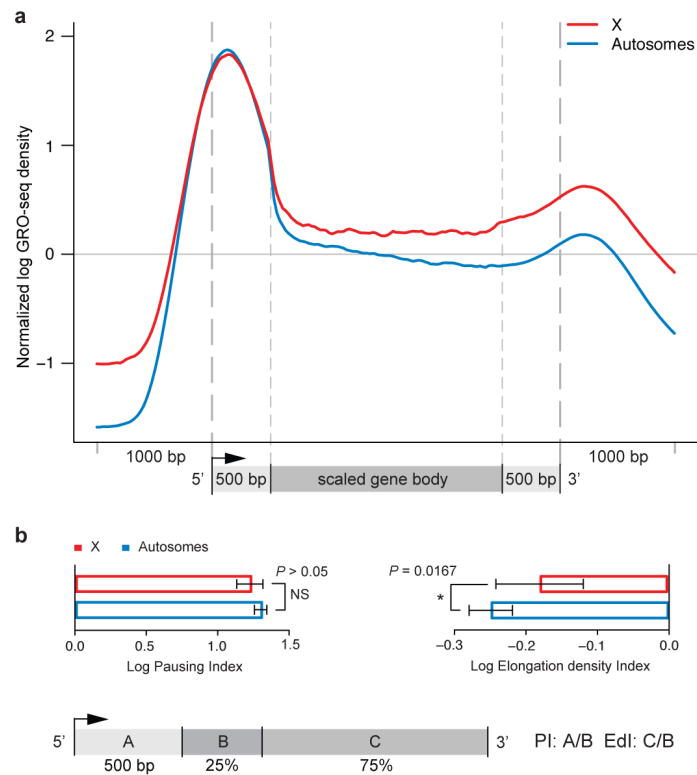 a
X
Autosomes
Normalized log GRO-seq density
2
1
0
−1
1000 bp
1000 bp
5’ 500 bp scaled gene body 500 bp 3’
b
X Autosomes
P > 0.05
NS
0.0 0.5 1.0 1.5
Log Pausing Index
P = 0.0167
*
−0.3 −0.2 −0.1 0.0
Log Elongation density Index
5’ A B C 3’
500 bp 25% 75%
PI: A/B EdI: C/B